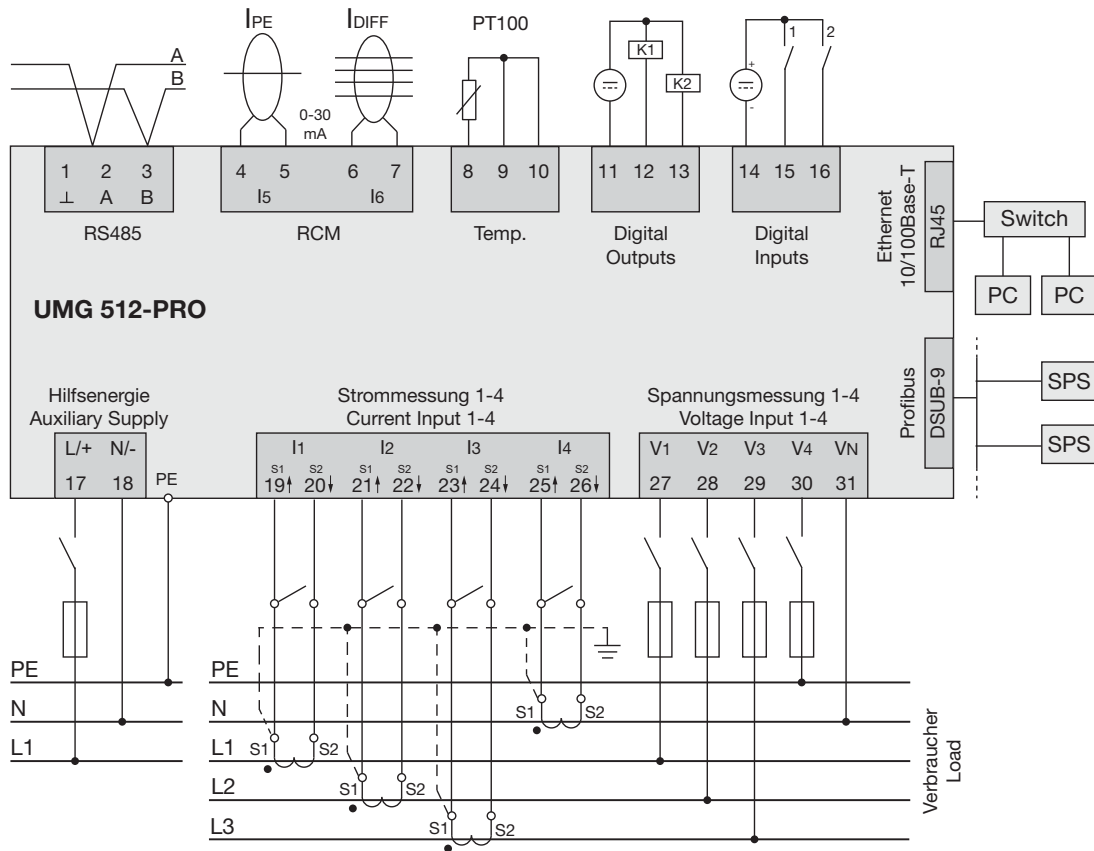 IPE
IDIFF
PT100
A
B
0-30
mA
K1
K2
+
-
1
2
1 2 3
⊥ A B
RS485
4 5 6 7
I5 I6
RCM
8 9 10
Temp.
11 12 13
Digital
Outputs
14 15 16
Digital
Inputs
Ethernet
10/100Base-T
RJ45
Switch
PC PC
UMG 512-PRO
Profibus
DSUB-9
SPS
SPS
Hilfsenergie
Auxiliary Supply
L/+ N/-
17 18
PE
Strommessung 1-4
Current Input 1-4
I1 I2 I3 I4
S1 S2 S1 S2 S1 S2 S1 S2
19 20 21 22 23 24 25 26
Spannungsmessung 1-4
Voltage Input 1-4
V1 V2 V3 V4 VN
27 28 29 30 31
PE
N
L1
PE
N
L1
L2
L3
S1 S2
S1 S2
S1 S2
S1 S2
Verbraucher
Load